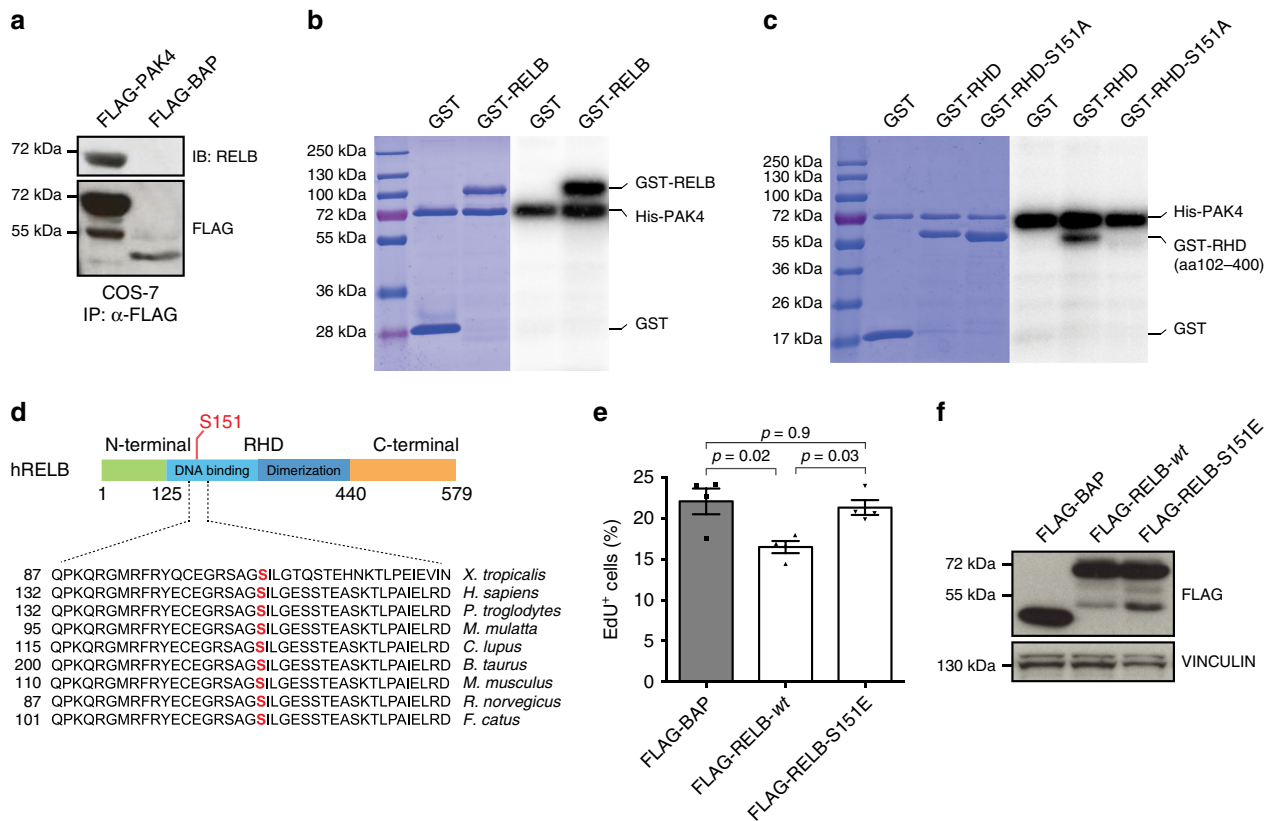 a
FLAG-PAK4
FLAG-BAP
72 kDa
IB: RELB
72 kDa
55 kDa
FLAG
COS-7
IP: α-FLAG
b
GST
GST-RELB
GST
GST-RELB
250 kDa
130 kDa
100 kDa
72 kDa
55 kDa
36 kDa
28 kDa
GST-RELB
His-PAK4
GST
c
GST
GST-RHD
GST-RHD-S151A
GST
GST-RHD
GST-RHD-S151A
250 kDa
130 kDa
100 kDa
72 kDa
55 kDa
36 kDa
26 kDa
17 kDa
His-PAK4
GST-RHD
(aa102–400)
GST
d
S151
N-terminal RHD C-terminal
hRELB
DNA binding Dimerization
1 125 440 579
87 QPKQRGMRFRYQCEGRSAGSILGTQSTEHNKTLPEIEVIN X. tropicalis
132 QPKQRGMRFRYECEGRSAGSILGESSTEASKTLPAIELRD H. sapiens
132 QPKQRGMRFRYECEGRSAGSILGESSTEASKTLPAIELRD P. troglodytes
95 QPKQRGMRFRYECEGRSAGSILGESSTEASKTLPAIELRD M. mulatta
115 QPKQRGMRFRYECEGRSAGSILGESSTEASKTLPAIELRD C. lupus
200 QPKQRGMRFRYECEGRSAGSILGESSTEASKTLPAIELRD B. taurus
110 QPKQRGMRFRYECEGRSAGSILGESSTEASKTLPAIELRD M. musculus
87 QPKQRGMRFRYECEGRSAGSILGESSTEASKTLPAIELRD R. norvegicus
101 QPKQRGMRFRYECEGRSAGSILGESSTEASKTLPAIELRD F. catus
e
p = 0.9
p = 0.02
p = 0.03
EdU+ cells (%)
25
20
15
10
5
0
FLAG-BAP
FLAG-RELB-wt
FLAG-RELB-S151E
f
FLAG-BAP
FLAG-RELB-wt
FLAG-RELB-S151E
72 kDa
55 kDa
FLAG
130 kDa
VINCULIN